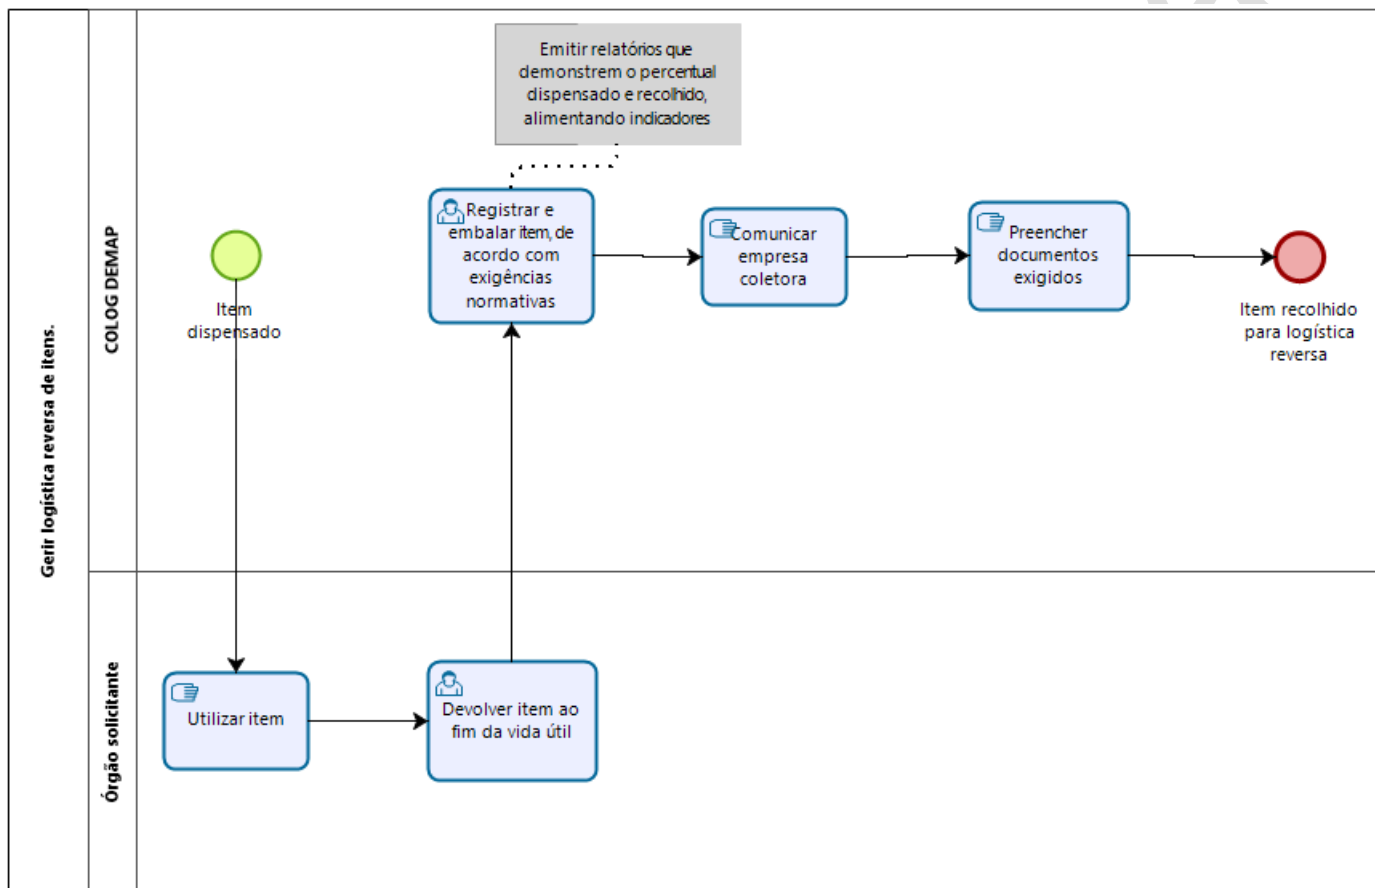 Gerir logística reversa de itens.
COLOG DEMAP
Emitir relatórios que
demonstrem o percentual
dispensado e recolhido,
alimentando indicadores
Item
dispensado
Registrar e
embalar item, de
acordo com
exigências
normativas
Comunicar
empresa
coletora
Preencher
documentos
exigidos
Item recolhido
para logística
reversa
Órgão solicitante
Utilizar item
Devolver item ao
fim da vida útil